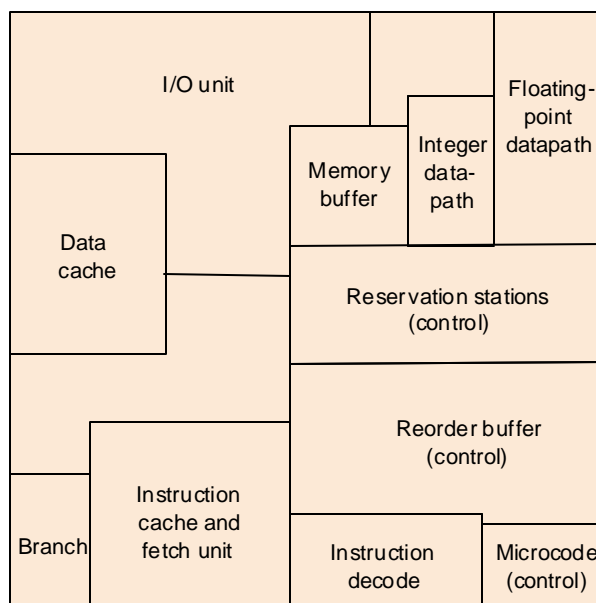 I/O unit
Floating-
point
datapath
Integer
data-
path
Memory
buffer
Data
cache
Reservation stations
(control)
Reorder buffer
(control)
Instruction
cache and
fetch unit
Branch
Instruction
decode
Microcode
(control)